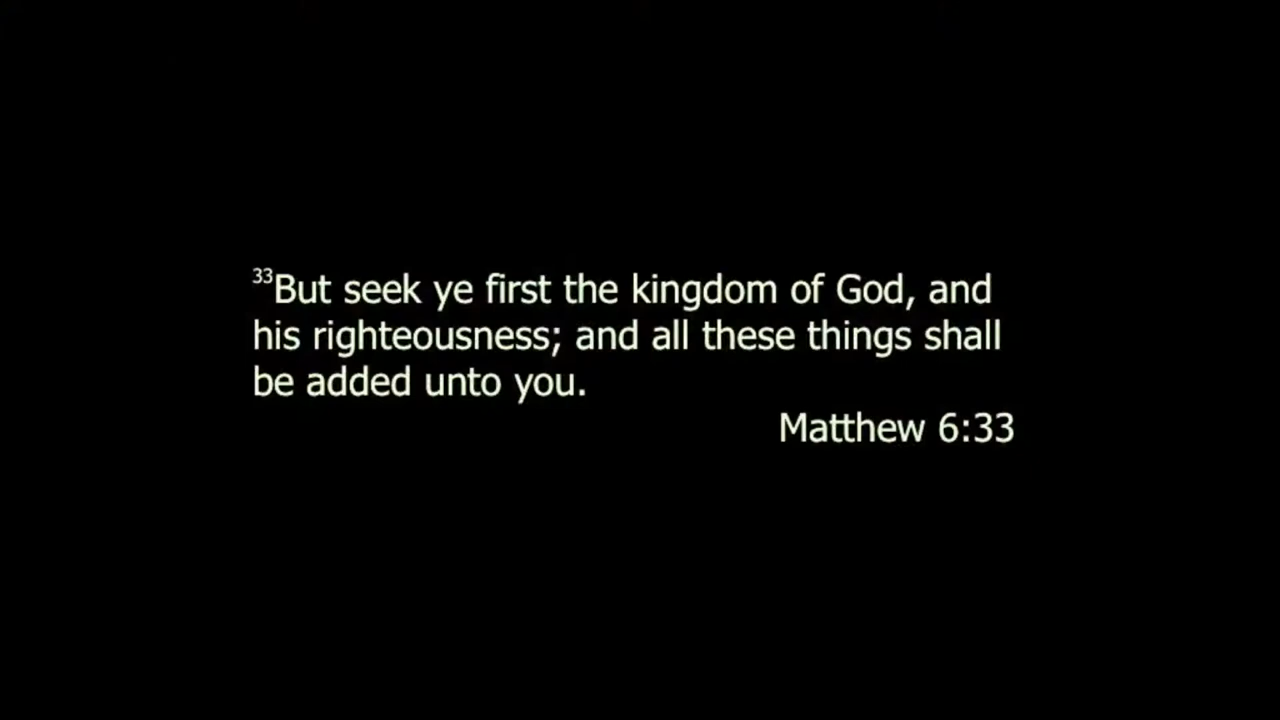 ³³But seek ye first the kingdom of God, and
his righteousness; and all these things shall
be added unto you.
Matthew 6:33